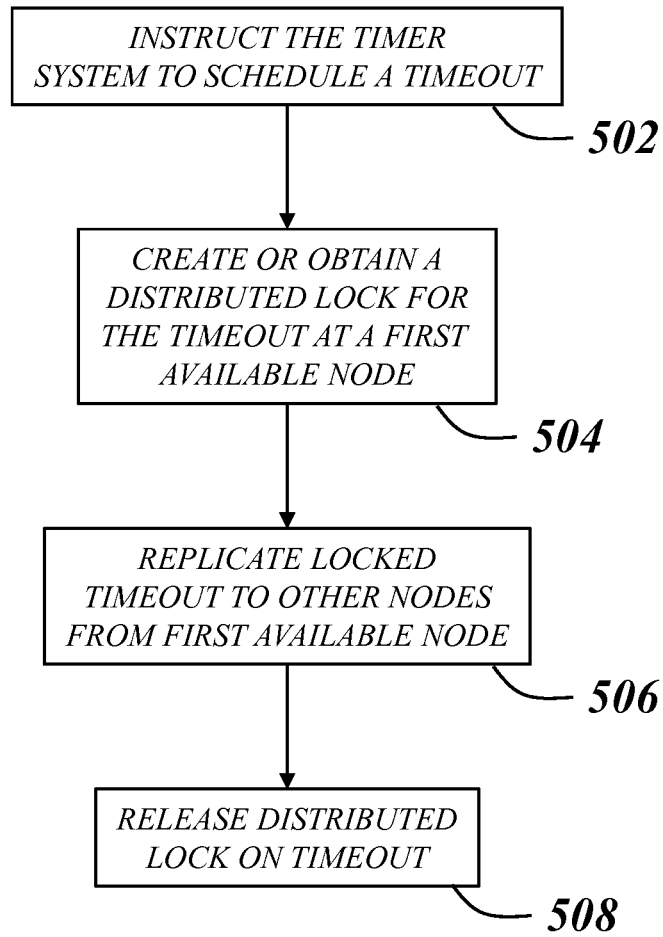 INSTRUCT THE TIMER
SYSTEM TO SCHEDULE A TIMEOUT
502
CREATE OR OBTAIN A
DISTRIBUTED LOCK FOR
THE TIMEOUT AT A FIRST
AVAILABLE NODE
504
REPLICATE LOCKED
TIMEOUT TO OTHER NODES
FROM FIRST AVAILABLE NODE
506
RELEASE DISTRIBUTED
LOCK ON TIMEOUT
508